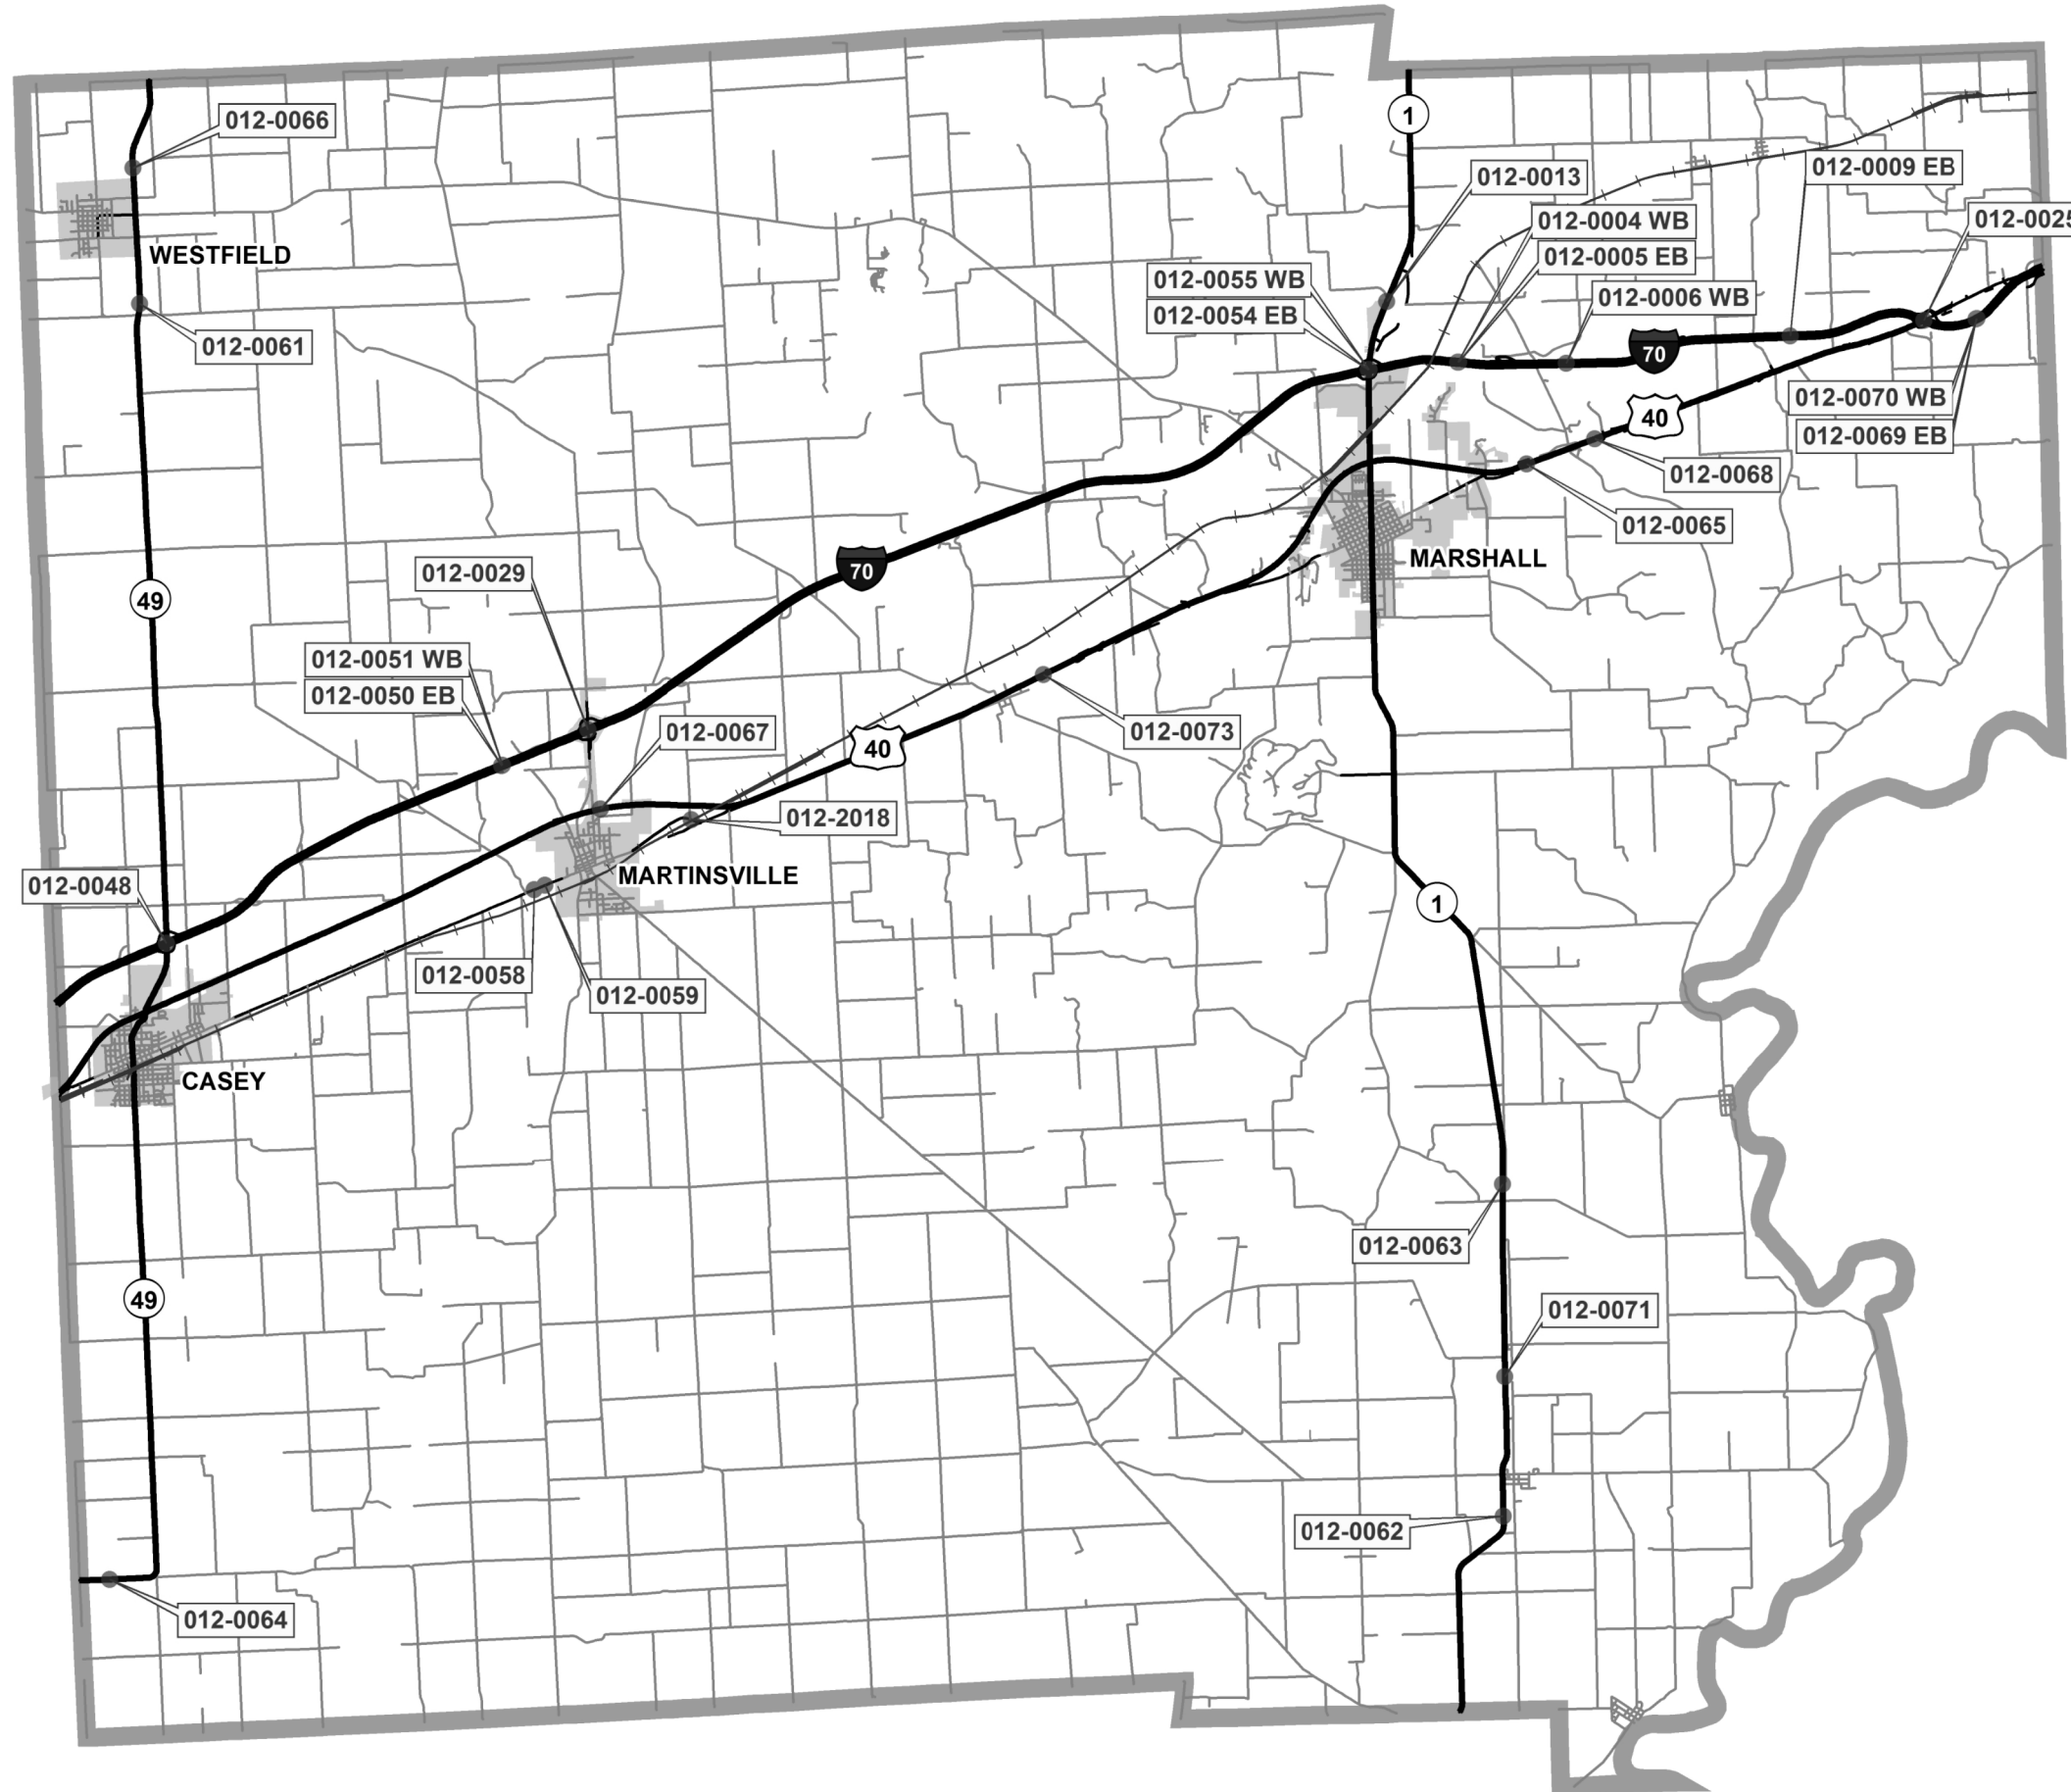 1
012-0066
012-0009 EB
012-0013
012-0004 WB
012-0025
WESTFIELD
012-0005 EB
012-0055 WB
012-0006 WB
012-0054 EB
012-0061
70
012-0070 WB
40
012-0069 EB
012-0068
012-0065
MARSHALL
70
012-0029
49
012-0051 WB
012-0050 EB
012-0067
012-0073
40
012-2018
MARTINSVILLE
012-0048
1
012-0058
012-0059
CASEY
012-0063
49
012-0071
012-0062
012-0064